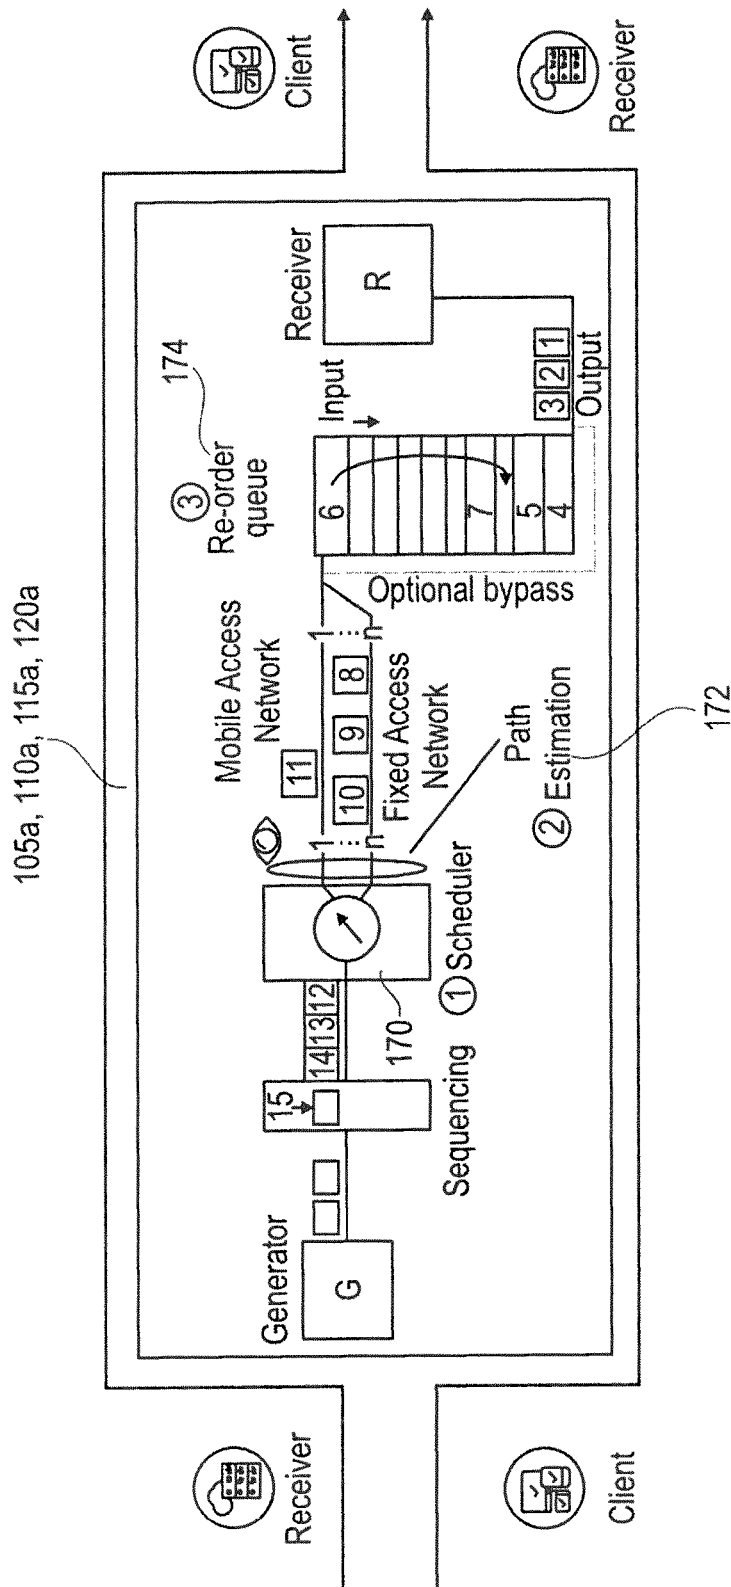 105a, 110a, 115a, 120a
Receiver
Client
Generator
G
15
Sequencing
14 13 12
170
1 Scheduler
1
n
11
Mobile Access
Network
10 9 8
Fixed Access
Network
1
n
Path
2 Estimation
172
3
Re-order
queue
174
Input
6
7
5
4
Optional bypass
3 2 1
Output
Receiver
R
Client
Receiver